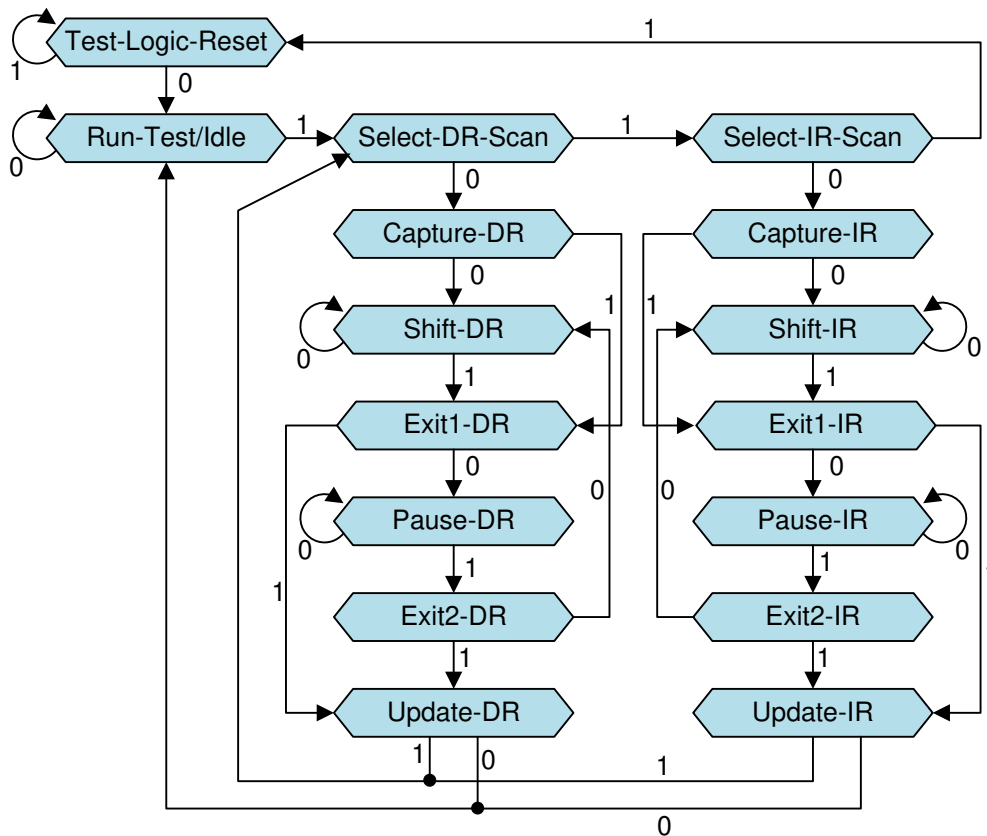 1
Test-Logic-Reset
1
0
Run-Test/Idle
1
Select-DR-Scan
1
Select-IR-Scan
0
0
0
Capture-DR
Capture-IR
0
0
1
1
Shift-DR
Shift-IR
0
0
1
1
Exit1-DR
Exit1-IR
0
0
0
0
Pause-DR
Pause-IR
0
0
1
1
1
Exit2-DR
Exit2-IR
1
1
Update-DR
Update-IR
1
0
1
0